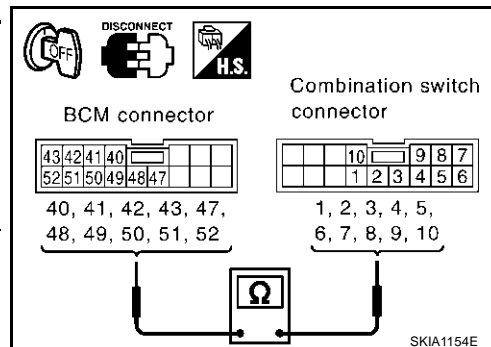 DISCONNECT
OFF
H.S.
Combination switch
connector
BCM connector
43 42 41 40
52 51 50 49 48 47
10 9 8 7
1 2 3 4 5 6
40, 41, 42, 43, 47,
48, 49, 50, 51, 52
1, 2, 3, 4, 5,
6, 7, 8, 9, 10
Ω
SKIA1154E